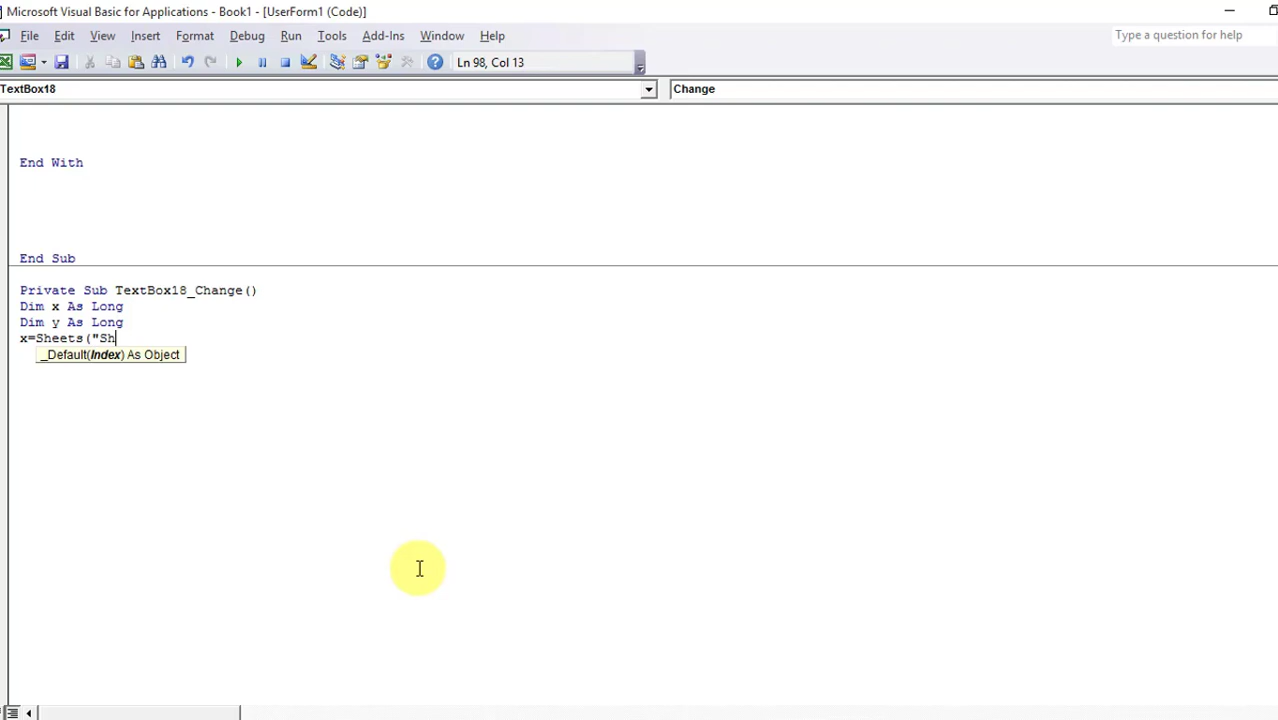 Microsoft Visual Basic for Applications - Book1 - [UserForm1 (Code)]
File Edit View Insert Format Debug Run Tools Add-Ins Window Help
Type a question for help
Ln 98, Col 13
TextBox18
Change
End With
End Sub
Private Sub TextBox18_Change()
Dim x As Long
Dim y As Long
x=Sheets("Sh
_Default(Index) As Object